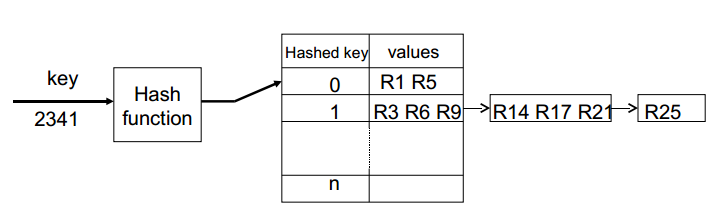 Hashed key values
key
Hash
function
2341
0 R1 R5
1 R3 R6 R9 R14 R17 R21 R25
n